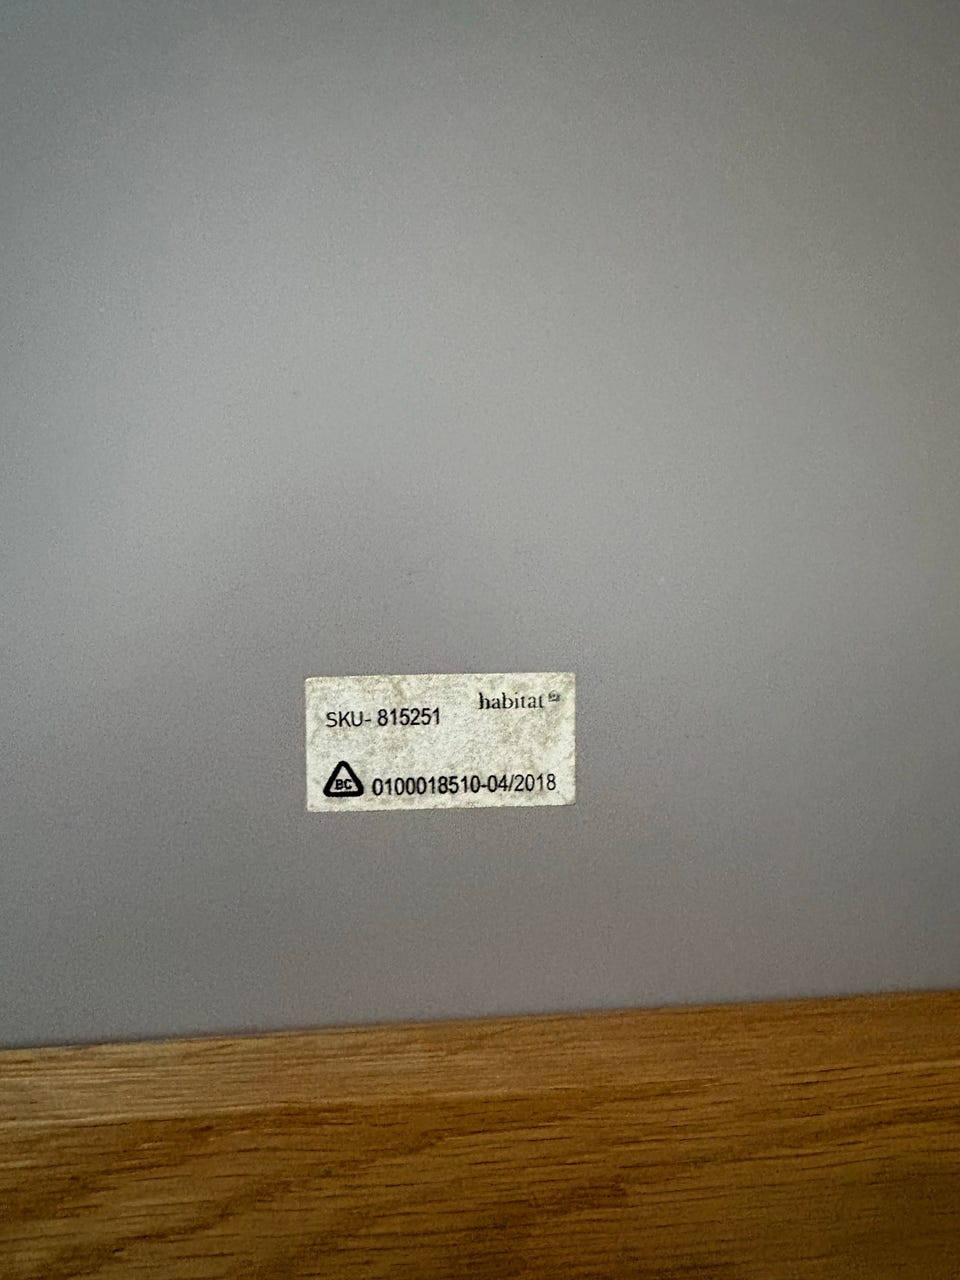 habitat
SKU- 815251
BC 0100018510-04/2018